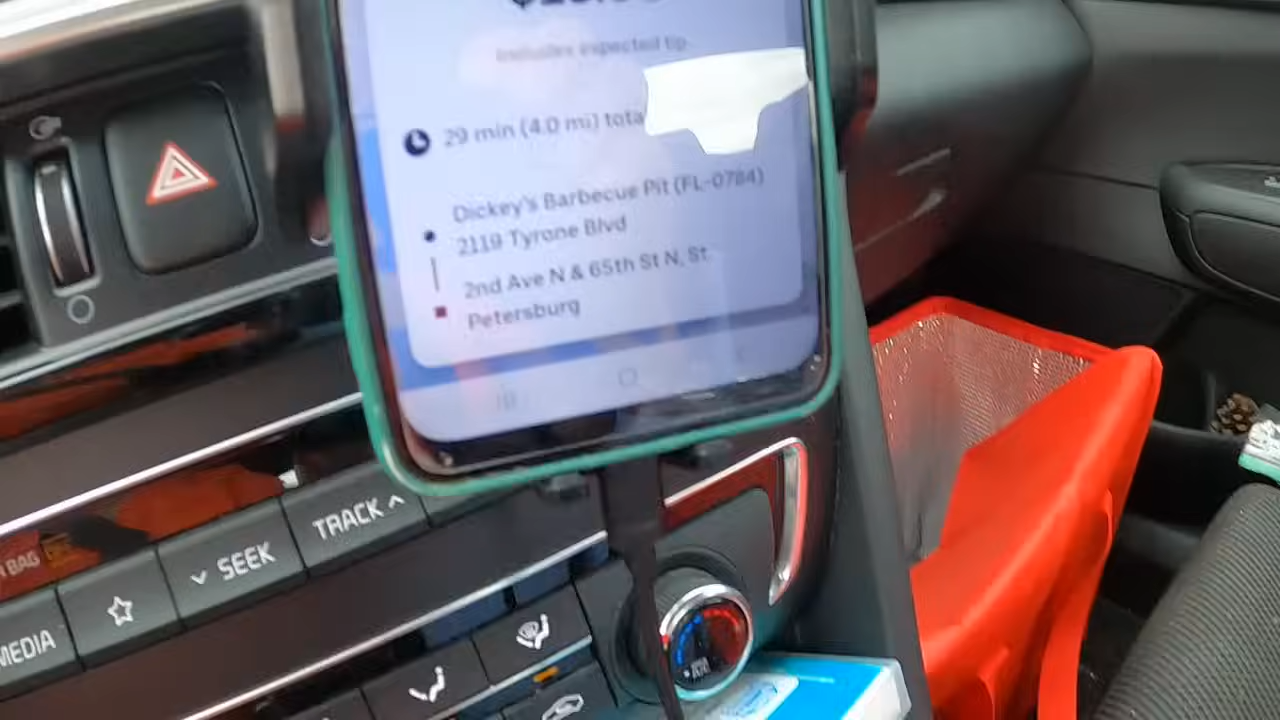 Includes expected tip
29 min (4.0 mi) tota
Dickey's Barbecue Pit (FL-0784)
2119 Tyrone Blvd
2nd Ave N & 65th St N, St.
Petersburg
TRACK
SEEK
MEDIA
BAG